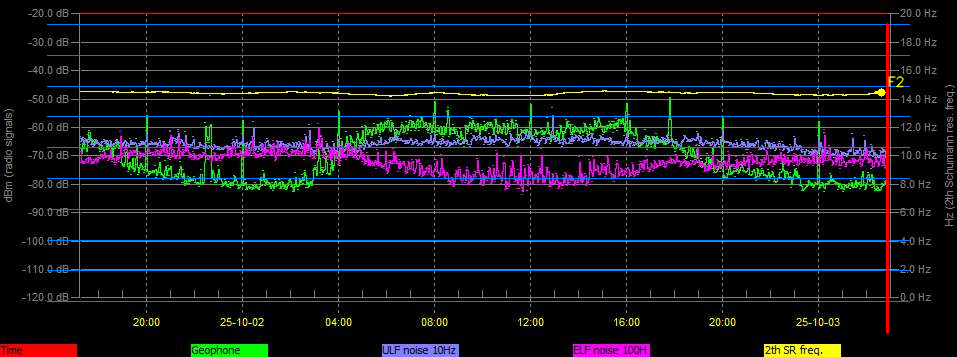 -20.0 dB 20.0 Hz
-30.0 dB 18.0 Hz
-40.0 dB 16.0 Hz
F2
-50.0 dB 14.0 Hz
-60.0 dB 12.0 Hz
-70.0 dB 10.0 Hz
-80.0 dB 8.0 Hz
-90.0 dB 6.0 Hz
-100.0 dB 4.0 Hz
-110.0 dB 2.0 Hz
-120.0 dB 0.0 Hz
dBm (radio signals)
Hz (2th Schumann res. freq.)
20:00 25-10-02 04:00 08:00 12:00 16:00 20:00 25-10-03
Time Geophone ULF noise 10Hz ELF noise 100H 2th SR freq.